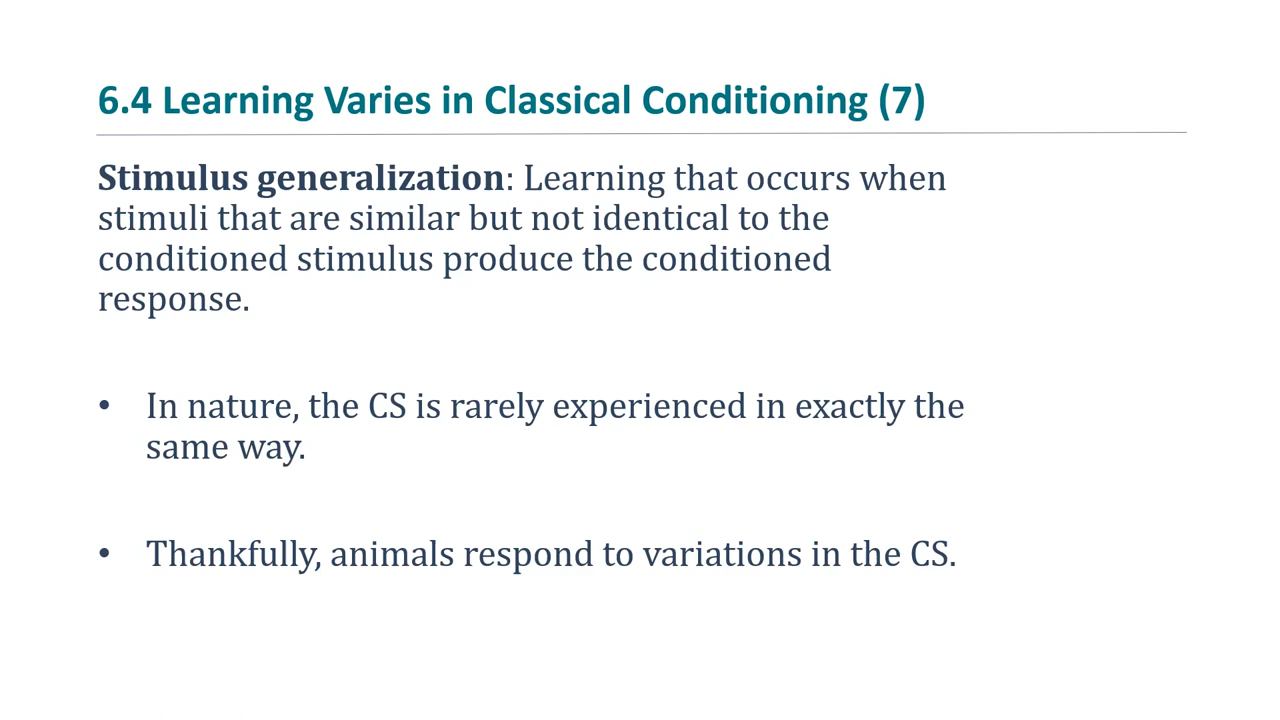 6.4 Learning Varies in Classical Conditioning (7)
Stimulus generalization: Learning that occurs when
stimuli that are similar but not identical to the
conditioned stimulus produce the conditioned
response.
• In nature, the CS is rarely experienced in exactly the
same way.
• Thankfully, animals respond to variations in the CS.